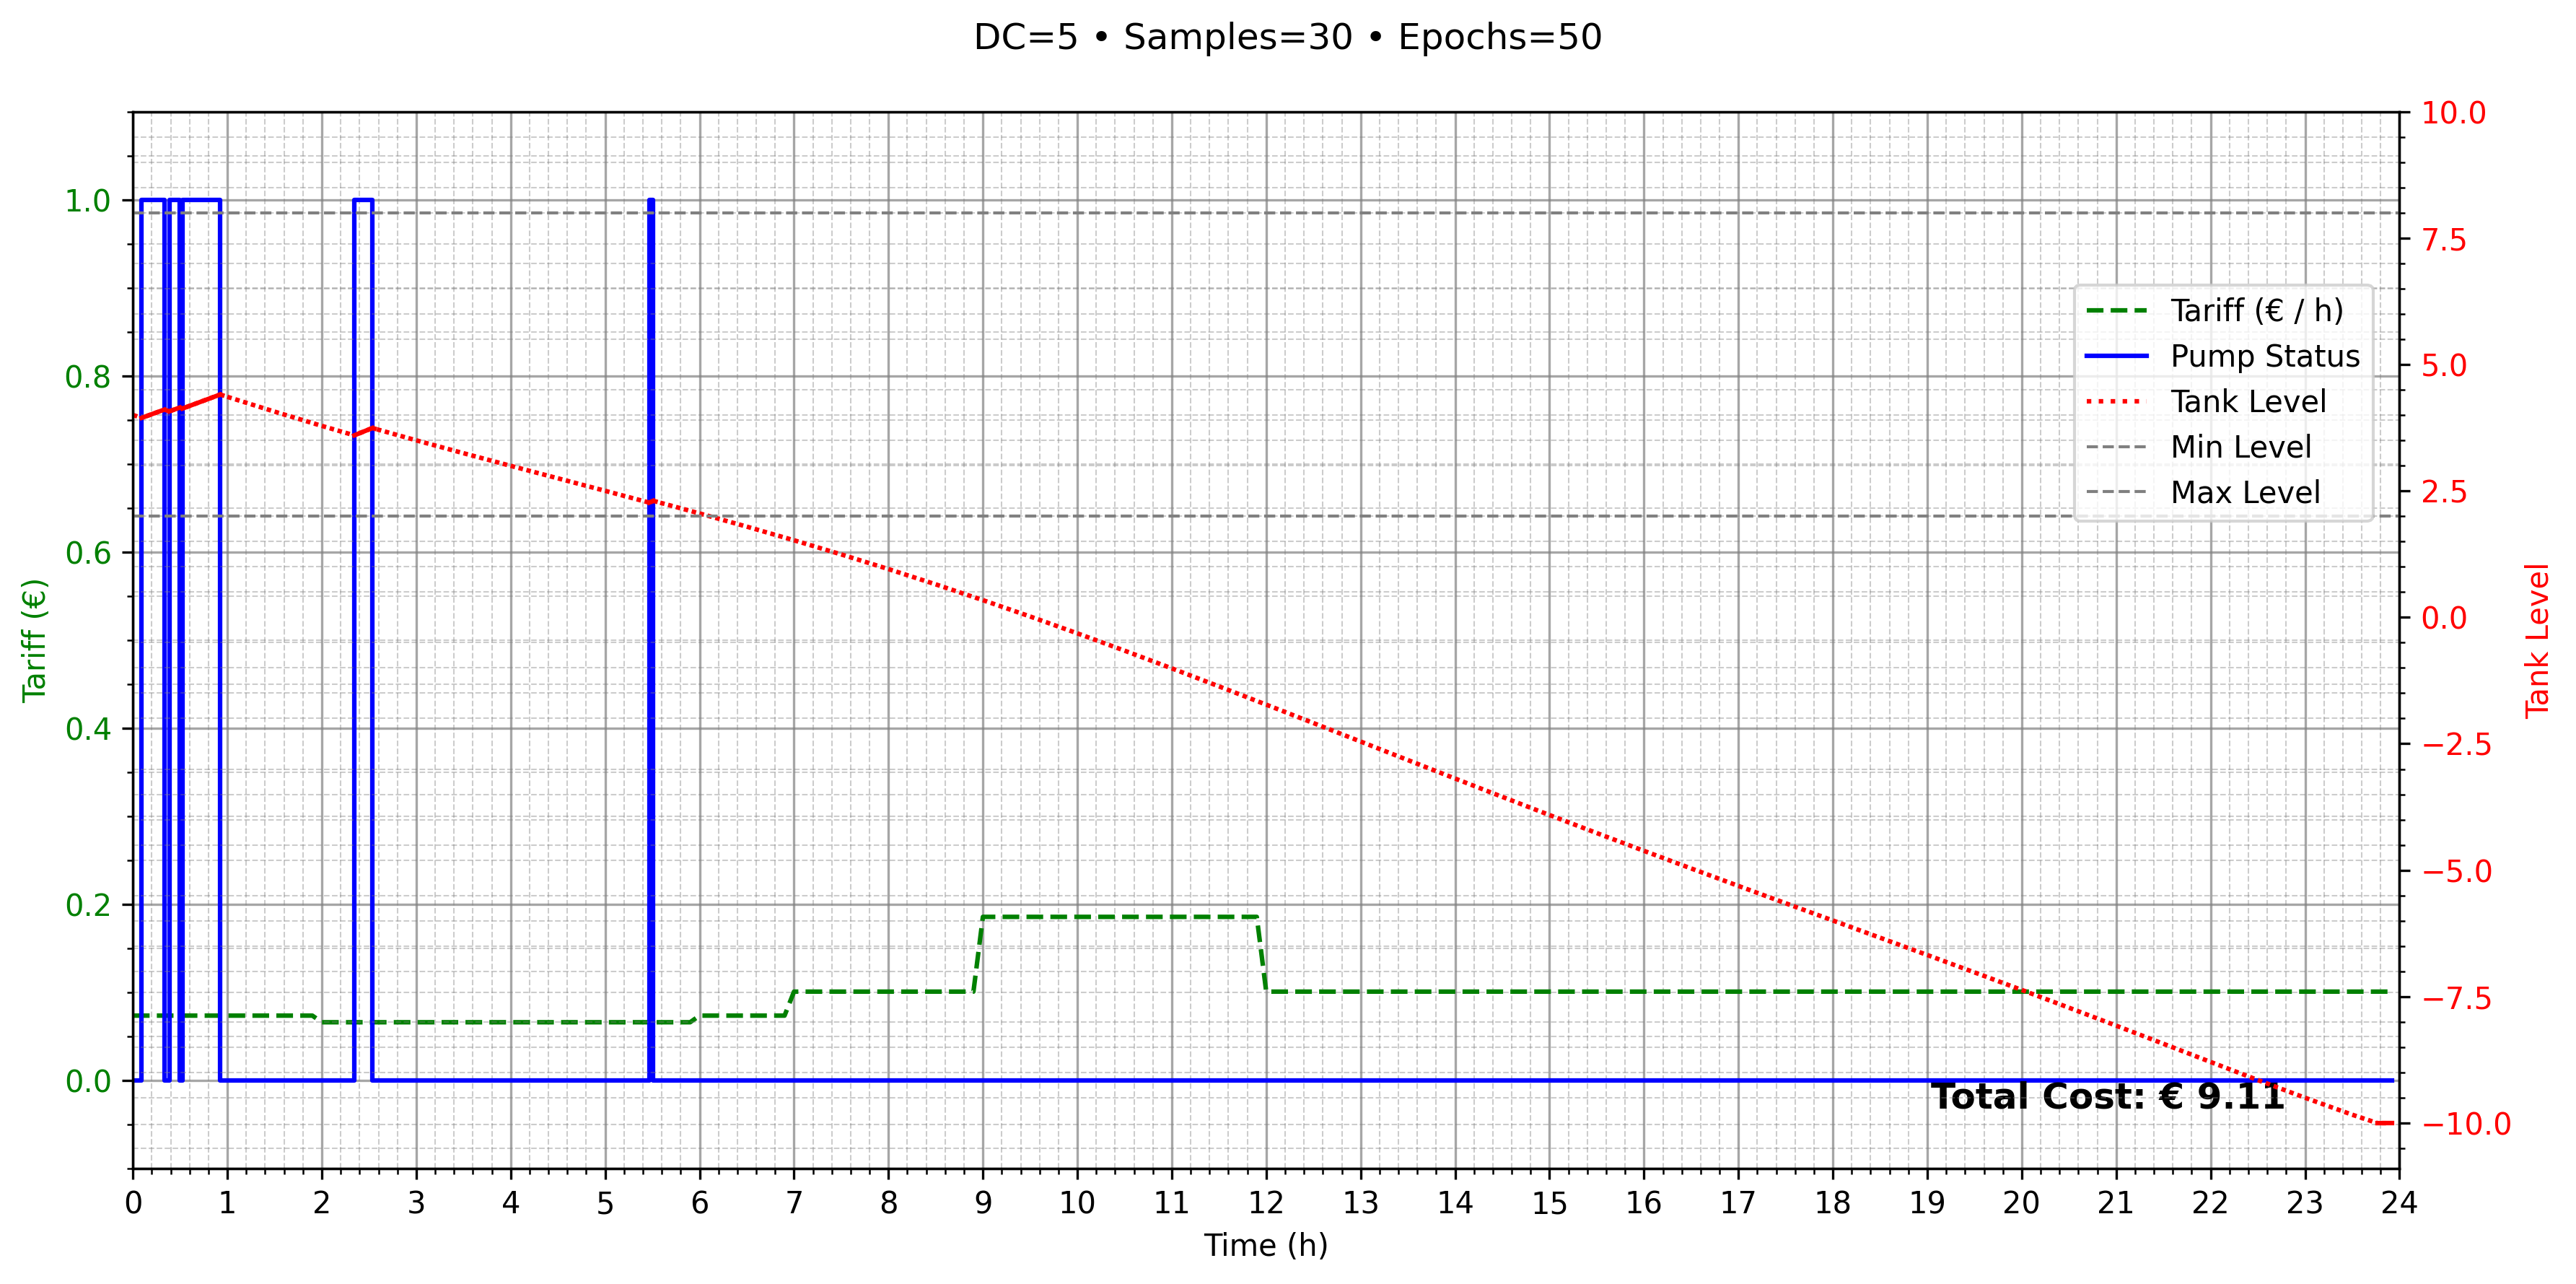 DC=5 • Samples=30 • Epochs=50
1.0
0.8
0.6
0.4
0.2
0.0
Tariff (€)
10.0
7.5
5.0
2.5
0.0
−2.5
−5.0
−7.5
−10.0
Tank Level
Tariff (€ / h)
Pump Status
Tank Level
Min Level
Max Level
Total Cost: € 9.11
0 1 2 3 4 5 6 7 8 9 10 11 12 13 14 15 16 17 18 19 20 21 22 23 24
Time (h)